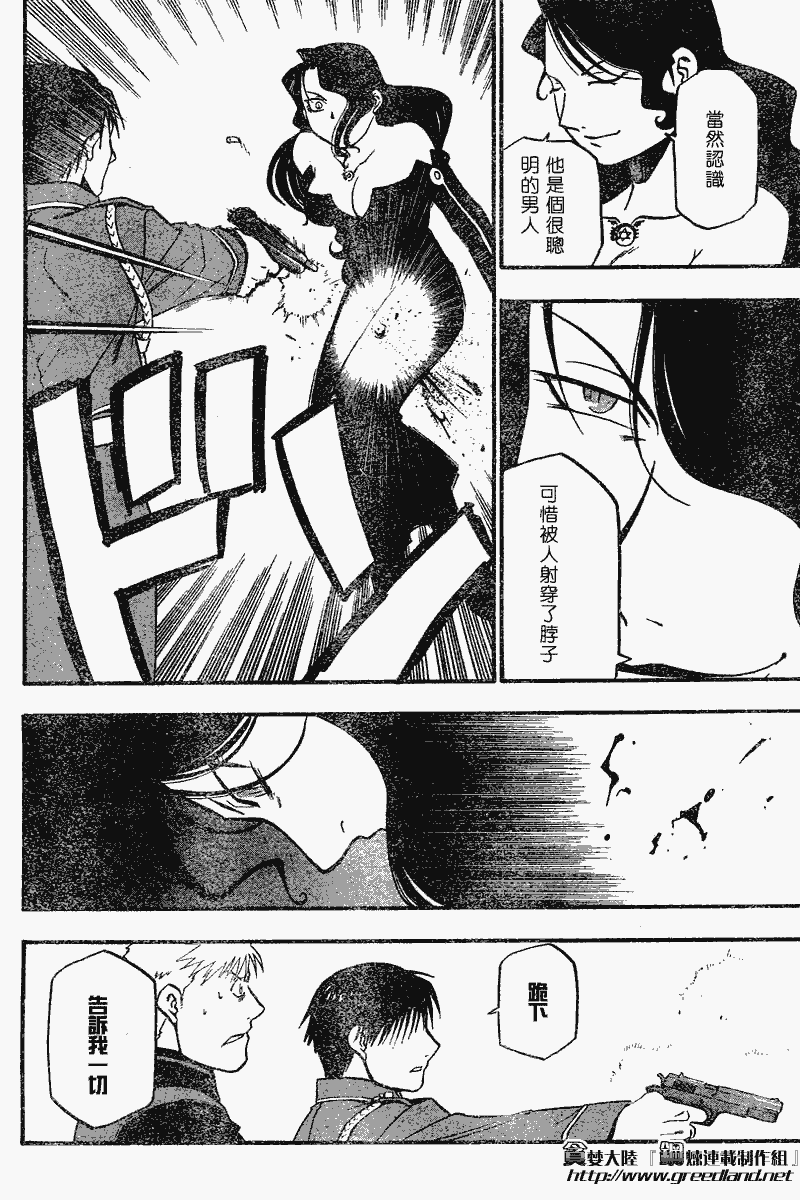 當然認識
他是個很聰
明的男人
可惜被人射穿了脖子
ドン
跪下
告訴我一切
貪婪大陸『鋼煉連載制作組』
http://www.greedland.net